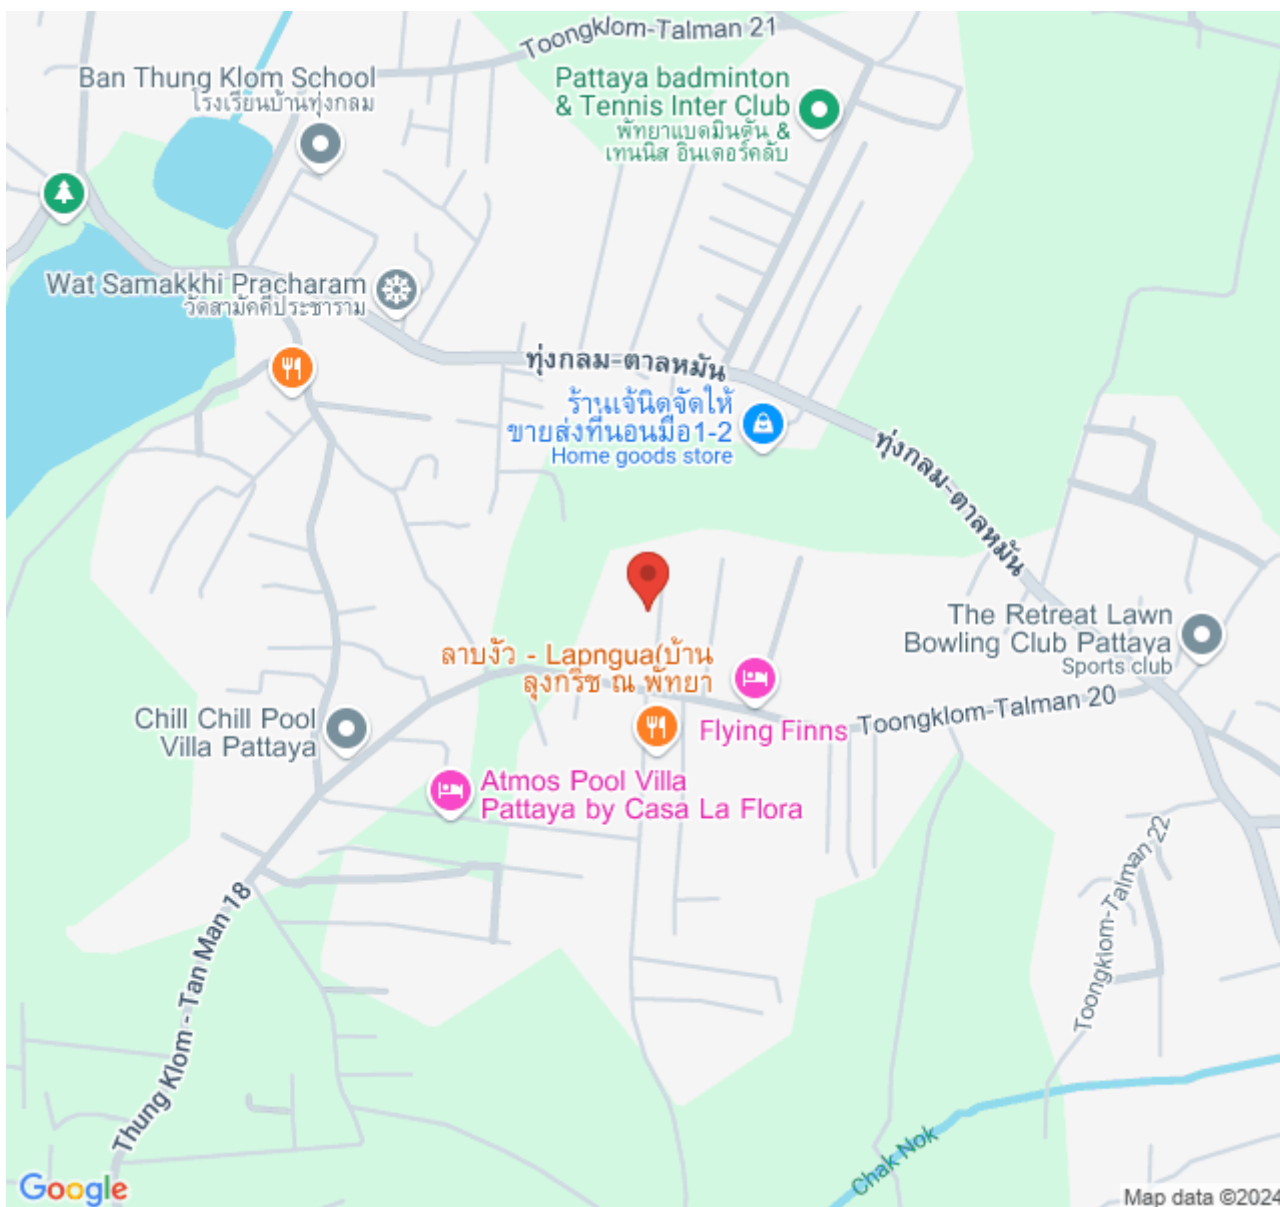 Toongklom-Talman 21
Ban Thung Klom School
โรงเรียนบ้านทุ่งกลม
Pattaya badminton
& Tennis Inter Club
พัทยาแบดมินตัน &
เทนนิส อินเตอร์คลับ
Wat Samakkhi Pracharam
วัดสามัคคีประชาราม
ทุ่งกลม-ตาลหมัน
ร้านเจ้นิดจัดให้
ขายส่งที่นอนมือ1-2
Home goods store
ทุ่งกลม-ตาลหมัน
The Retreat Lawn
Bowling Club Pattaya
Sports club
ลาบงัว - Lapngua(บ้าน
ลุงกริช ณ พัทยา
Chill Chill Pool
Villa Pattaya
Flying Finns
Toongklom-Talman 20
Atmos Pool Villa
Pattaya by Casa La Flora
Toongklom-Talman 22
Thung Klom - Tan Man 18
Chak Nok
Google
Map data ©2024